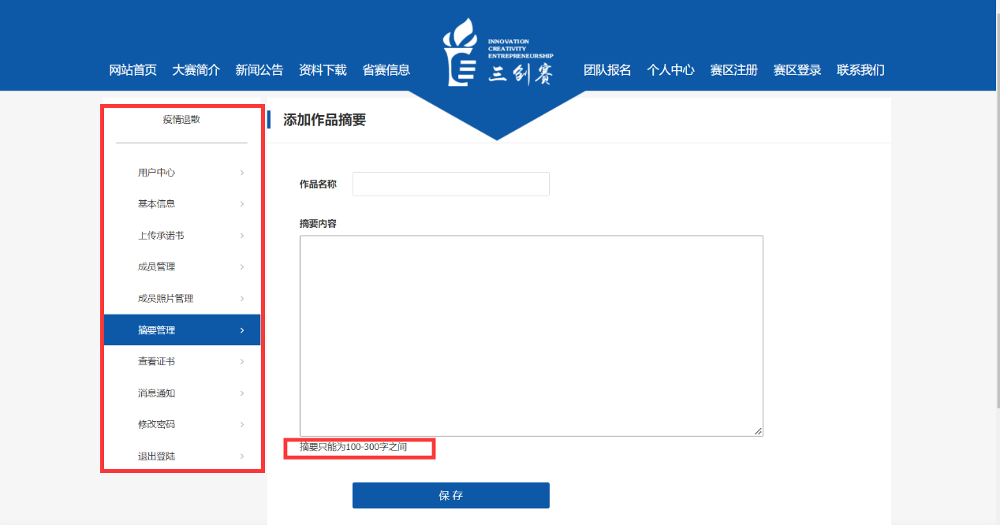 INNOVATION
CREATIVITY
ENTREPRENEURSHIP
三创赛
网站首页 大赛简介 新闻公告 资料下载 省赛信息 团队报名 个人中心 赛区注册 赛区登录 联系我们
疫情退散
用户中心
基本信息
上传承诺书
成员管理
成员照片管理
摘要管理
查看证书
消息通知
修改密码
退出登陆
添加作品摘要
作品名称
摘要内容
摘要只能为100-300字之间
保 存